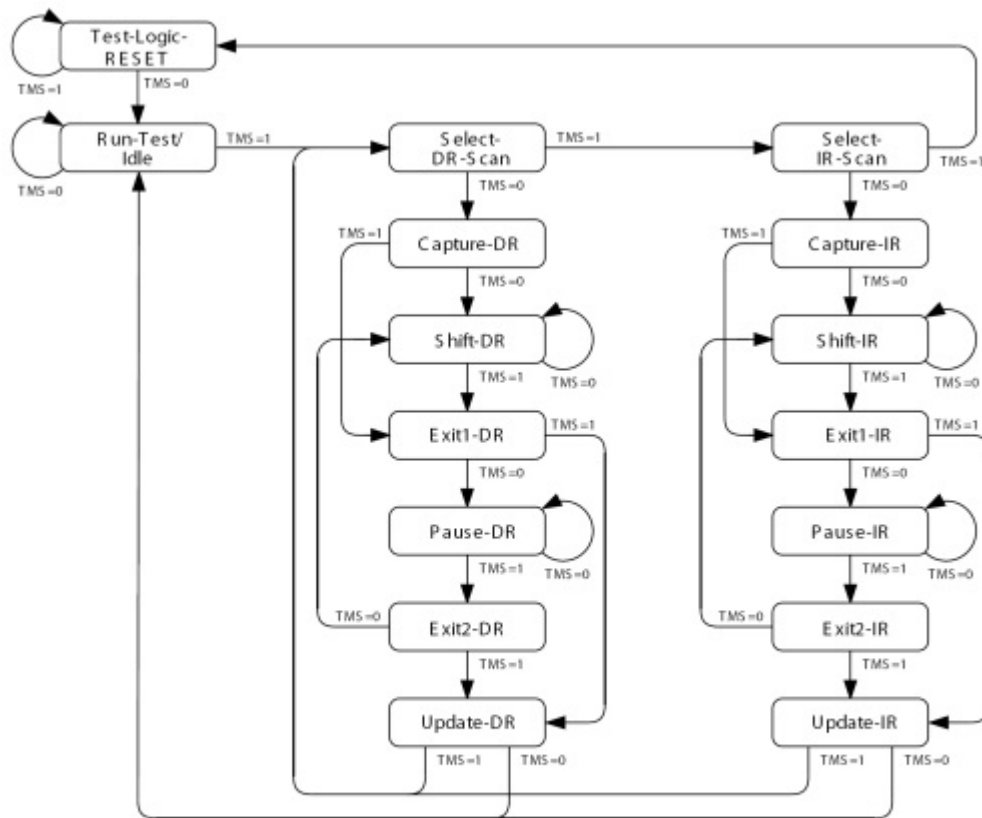 Test-Logic-
RESET
TMS=1
TMS=0
Run-Test/
Idle
TMS=0
TMS=1
Select-
DR-Scan
TMS=1
TMS=0
Select-
IR-Scan
TMS=1
TMS=0
TMS=1
Capture-DR
TMS=0
TMS=1
Capture-IR
TMS=0
Shift-DR
TMS=1
TMS=0
Shift-IR
TMS=1
TMS=0
Exit1-DR
TMS=1
TMS=0
Exit1-IR
TMS=1
TMS=0
Pause-DR
TMS=1
TMS=0
Pause-IR
TMS=1
TMS=0
TMS=0
Exit2-DR
TMS=1
TMS=0
Exit2-IR
TMS=1
Update-DR
TMS=1
TMS=0
Update-IR
TMS=1
TMS=0